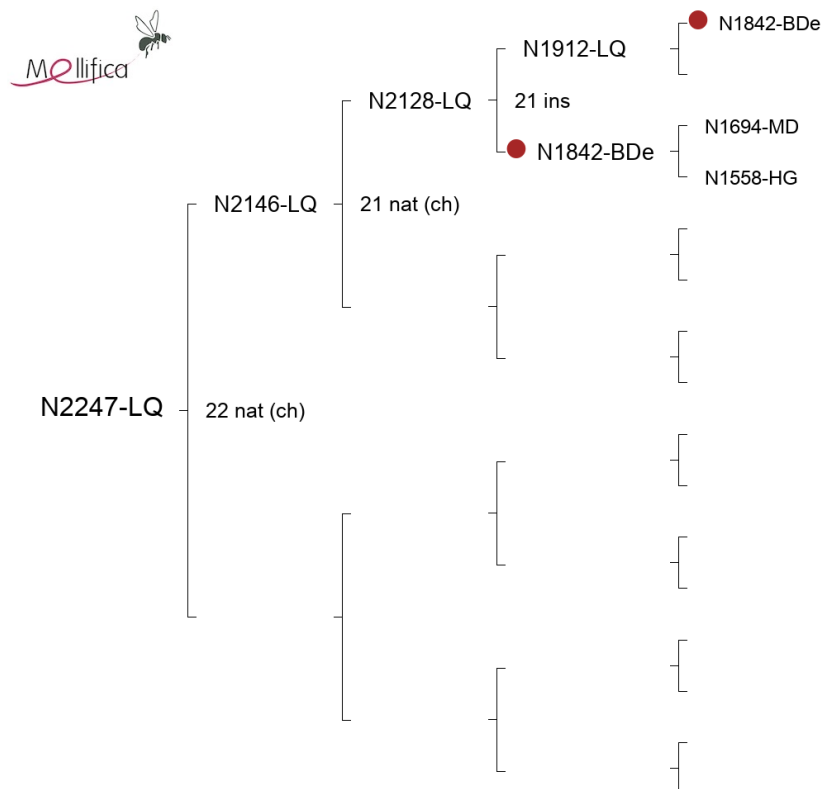 Mellifica
N1842-BDe
N1912-LQ
N2128-LQ
21 ins
N1694-MD
N1842-BDe
N1558-HG
N2146-LQ
21 nat (ch)
N2247-LQ
22 nat (ch)